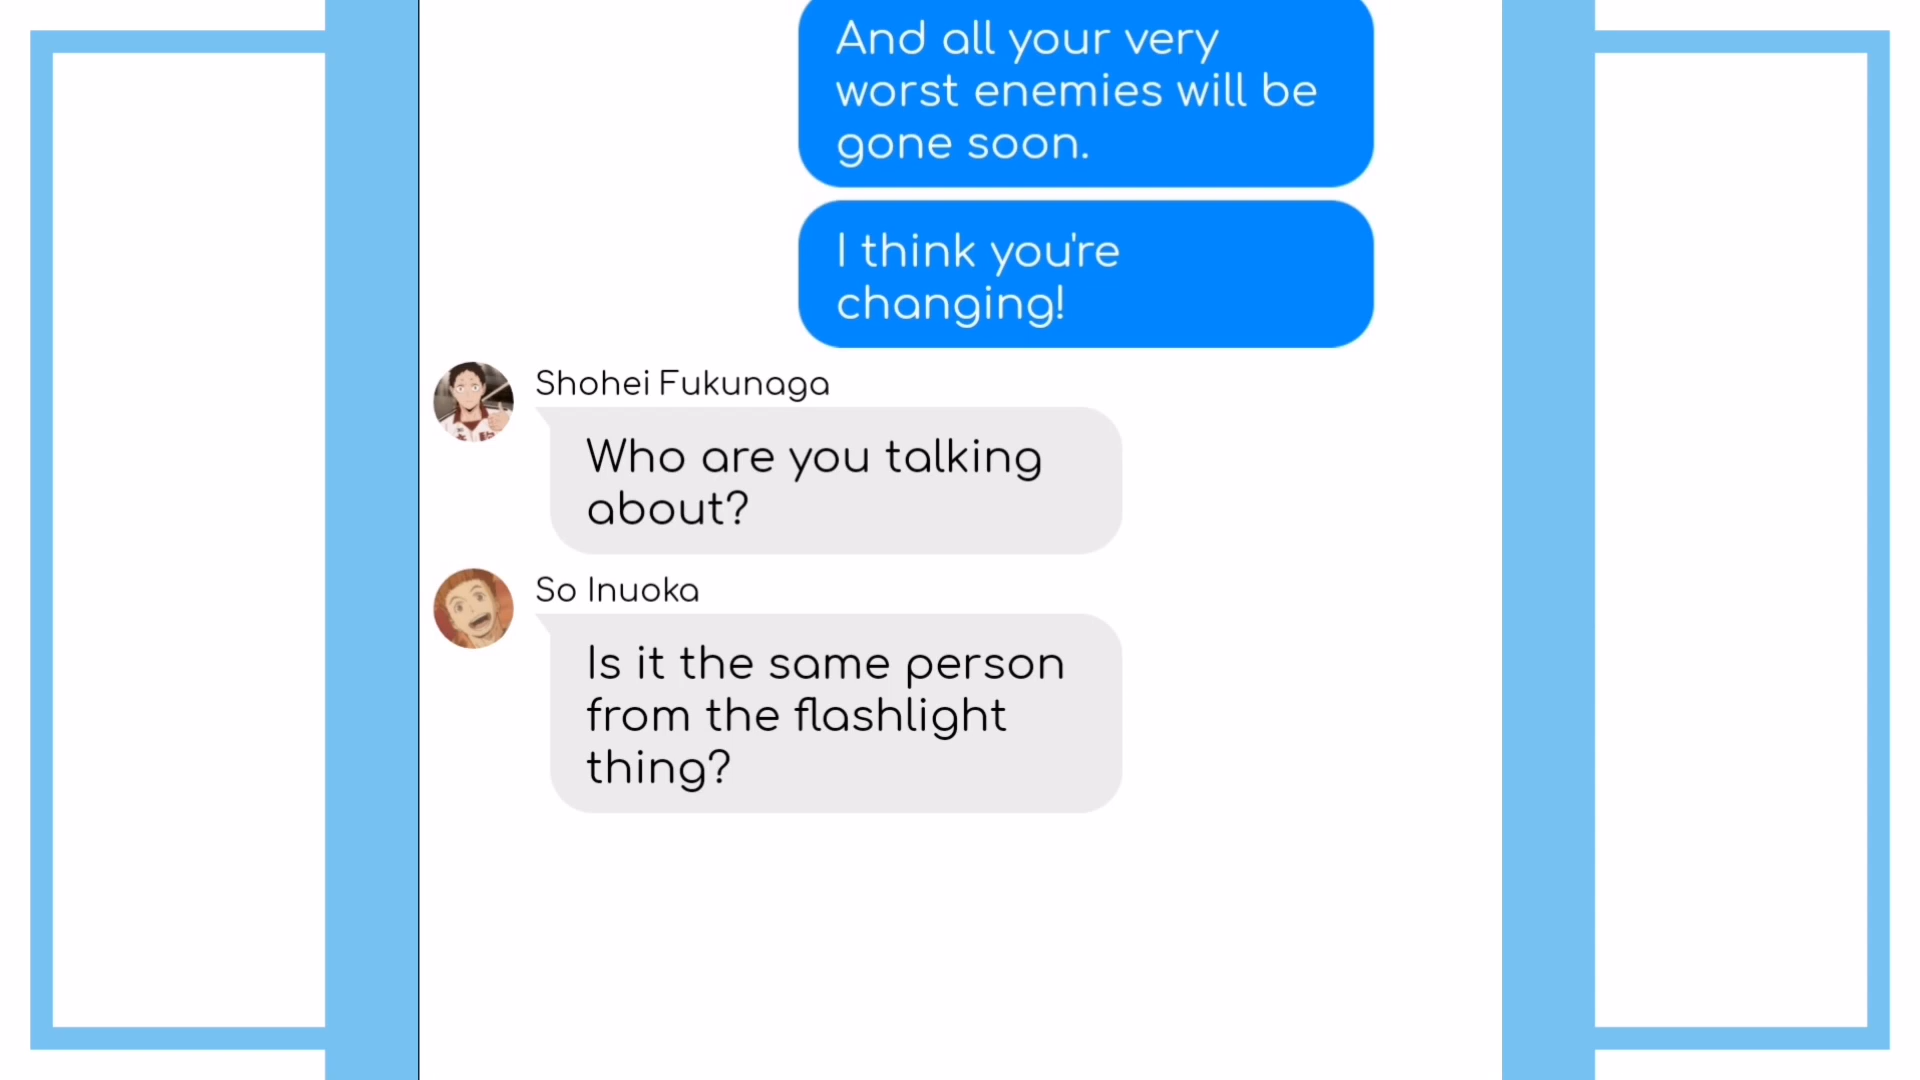 And all your very
worst enemies will be
gone soon.
I think you're
changing!
Shohei Fukunaga
Who are you talking
about?
So Inuoka
Is it the same person
from the flashlight
thing?